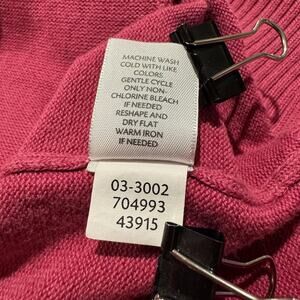 MACHINE WASH
COLD WITH LIKE
COLORS
GENTLE CYCLE
ONLY NON-
CHLORINE BLEACH
IF NEEDED
RESHAPE AND
DRY FLAT
WARM IRON
IF NEEDED
03-3002
704993
43915